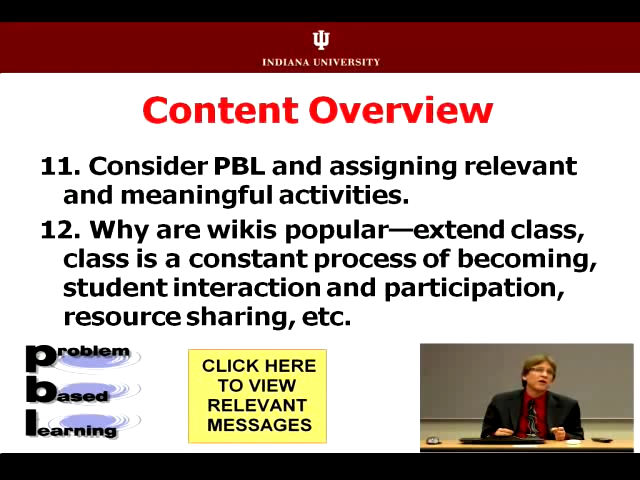 INDIANA UNIVERSITY
Content Overview
11. Consider PBL and assigning relevant
and meaningful activities.
12. Why are wikis popular—extend class,
class is a constant process of becoming,
student interaction and participation,
resource sharing, etc.
problem
based
learning
CLICK HERE
TO VIEW
RELEVANT
MESSAGES